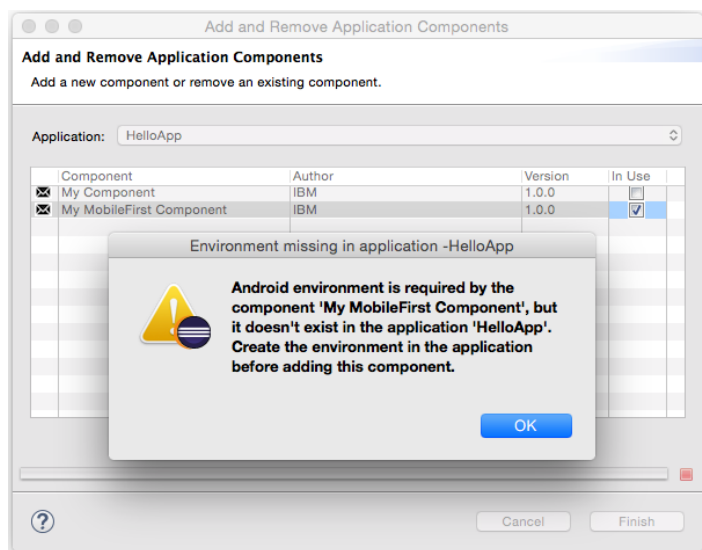 Add and Remove Application Components
Add and Remove Application Components
Add a new component or remove an existing component.
Application: HelloApp
Component Author Version In Use
My Component IBM 1.0.0
My MobileFirst Component IBM 1.0.0
Environment missing in application -HelloApp
Android environment is required by the
component 'My MobileFirst Component', but
it doesn't exist in the application 'HelloApp'.
Create the environment in the application
before adding this component.
OK
? Cancel Finish